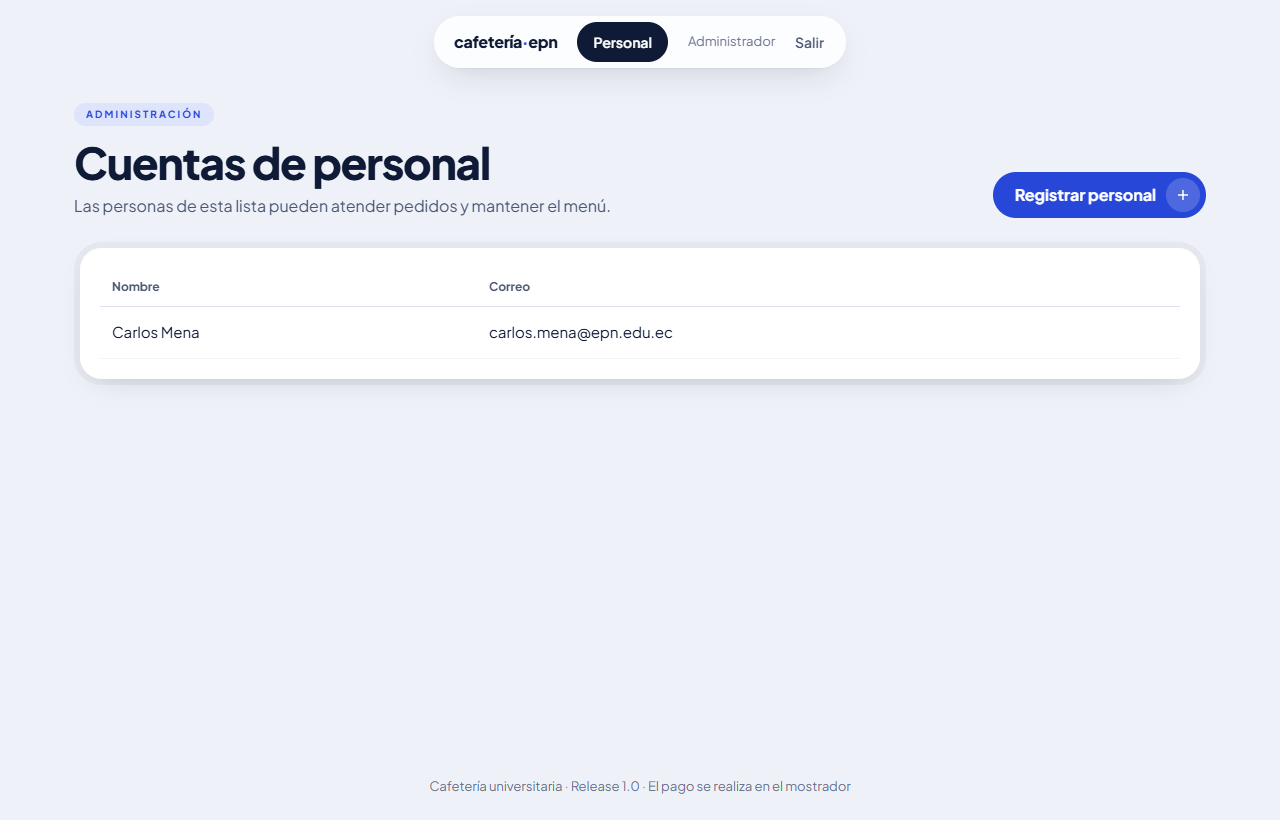 cafetería·epn Personal Administrador Salir
ADMINISTRACIÓN
Cuentas de personal
Las personas de esta lista pueden atender pedidos y mantener el menú.
Registrar personal +
Nombre Correo
Carlos Mena carlos.mena@epn.edu.ec
Cafetería universitaria · Release 1.0 · El pago se realiza en el mostrador